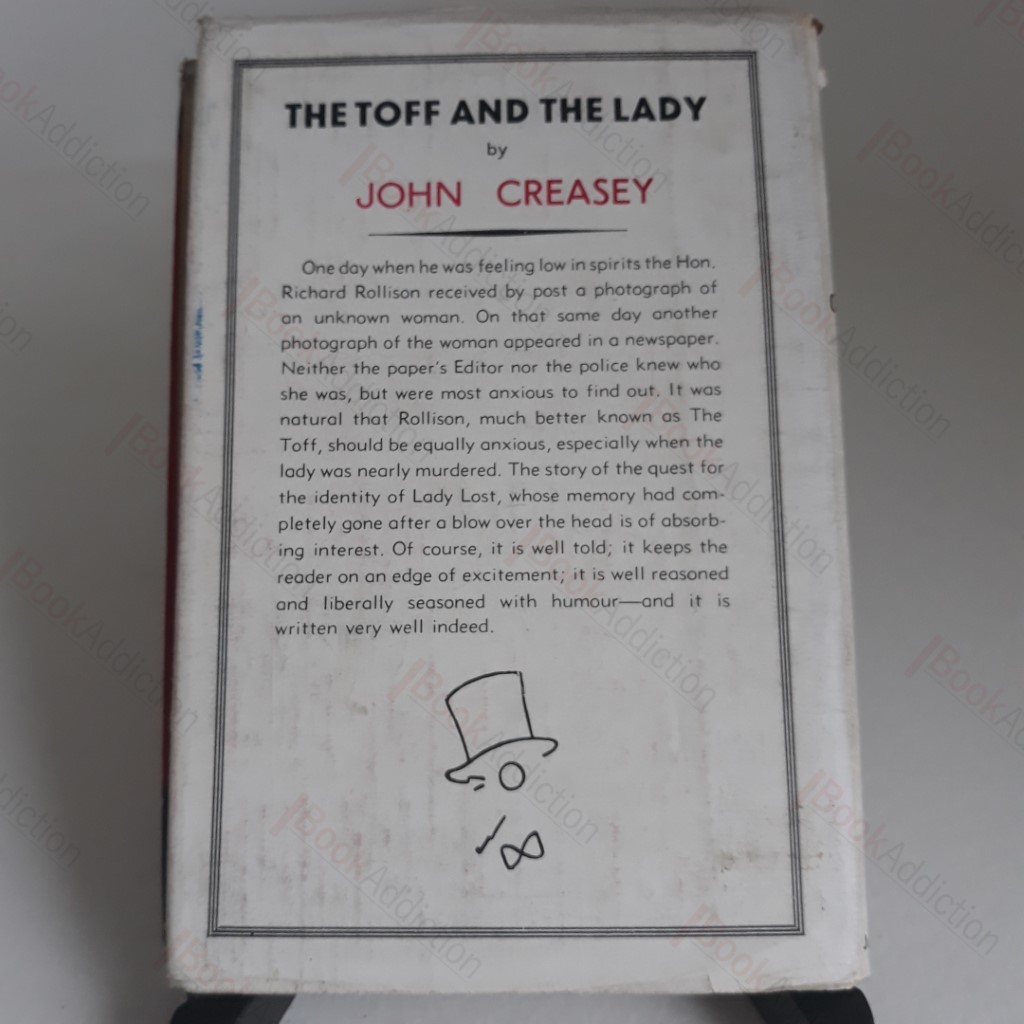 THE TOFF AND THE LADY
by
JOHN CREASEY
One day when he was feeling low in spirits the Hon.
Richard Rollison received by post a photograph of
an unknown woman. On that same day another
photograph of the woman appeared in a newspaper.
Neither the paper's Editor nor the police knew who
she was, but were most anxious to find out. It was
natural that Rollison, much better known as The
Toff, should be equally anxious, especially when the
lady was nearly murdered. The story of the quest for
the identity of Lady Lost, whose memory had com-
pletely gone after a blow over the head is of absorb-
ing interest. Of course, it is well told; it keeps the
reader on an edge of excitement; it is well reasoned
and liberally seasoned with humour—and it is
written very well indeed.
BookAddiction